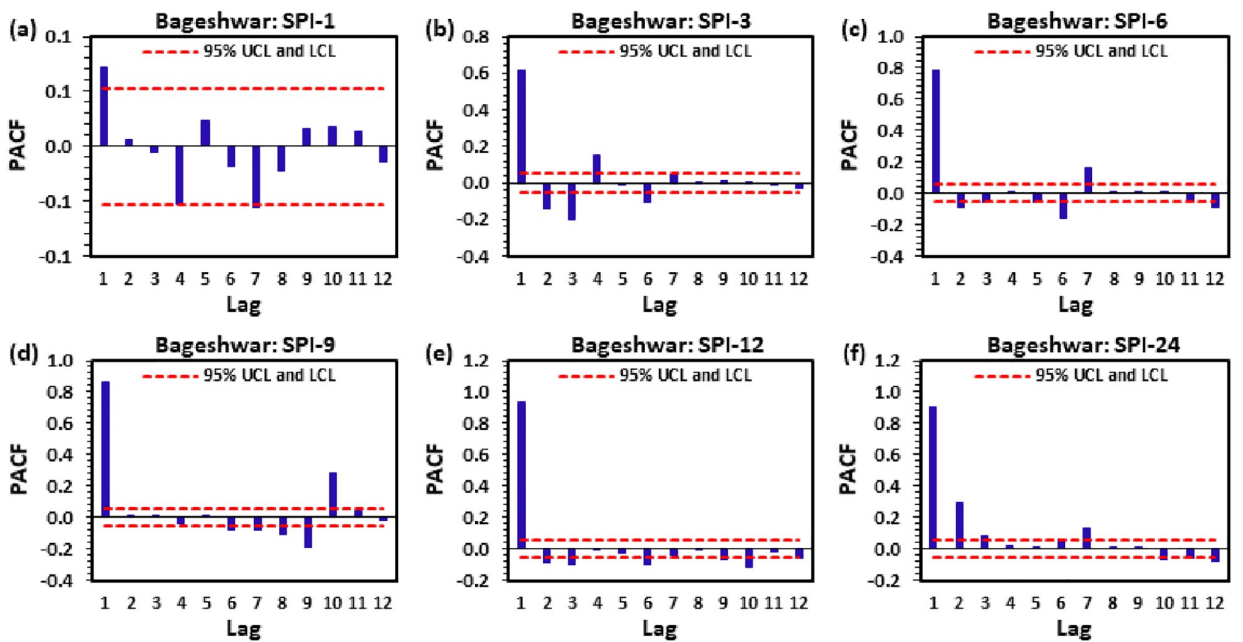 (a)
Bageshwar: SPI-1
95% UCL and LCL
PACF
0.1
0.1
0.0
-0.1
-0.1
1 2 3 4 5 6 7 8 9 10 11 12
Lag
(b)
Bageshwar: SPI-3
95% UCL and LCL
PACF
0.8
0.6
0.4
0.2
0.0
-0.2
-0.4
1 2 3 4 5 6 7 8 9 10 11 12
Lag
(c)
Bageshwar: SPI-6
95% UCL and LCL
PACF
1.0
0.8
0.6
0.4
0.2
0.0
-0.2
-0.4
1 2 3 4 5 6 7 8 9 10 11 12
Lag
(d)
Bageshwar: SPI-9
95% UCL and LCL
PACF
1.0
0.8
0.6
0.4
0.2
0.0
-0.2
-0.4
1 2 3 4 5 6 7 8 9 10 11 12
Lag
(e)
Bageshwar: SPI-12
95% UCL and LCL
PACF
1.2
1.0
0.8
0.6
0.4
0.2
0.0
-0.2
1 2 3 4 5 6 7 8 9 10 11 12
Lag
(f)
Bageshwar: SPI-24
95% UCL and LCL
PACF
1.2
1.0
0.8
0.6
0.4
0.2
0.0
-0.2
1 2 3 4 5 6 7 8 9 10 11 12
Lag